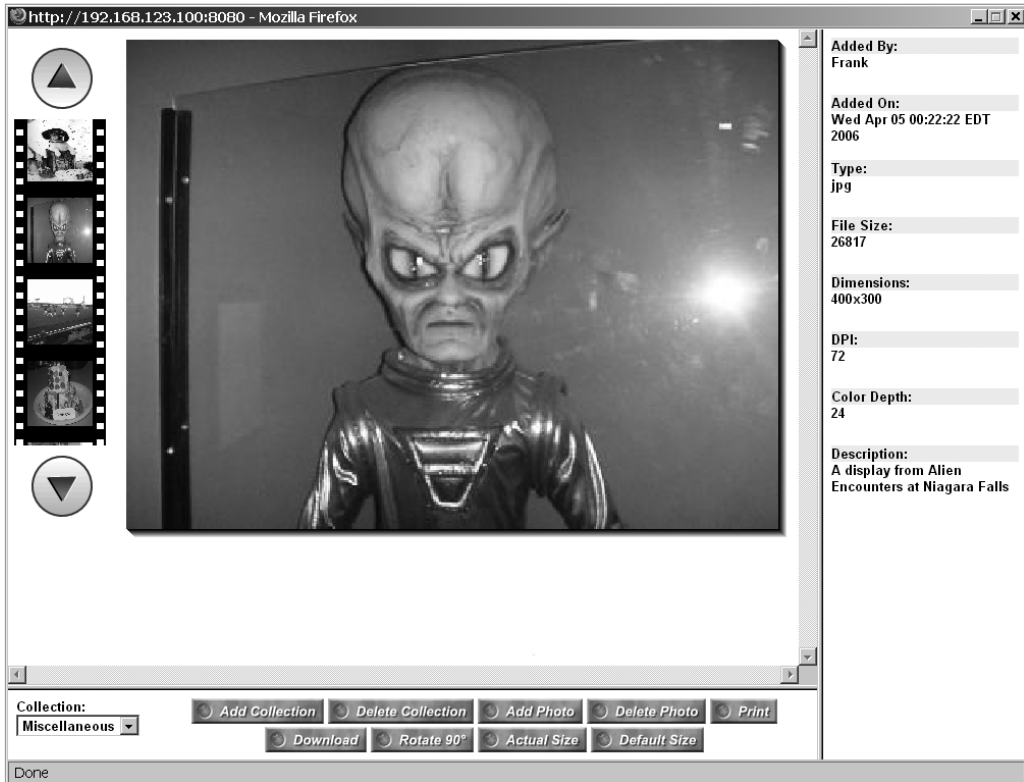 http://192.168.123.100:8080 - Mozilla Firefox
Added By:
Frank
Added On:
Wed Apr 05 00:22:22 EDT
2006
Type:
jpg
File Size:
26817
Dimensions:
400x300
DPI:
72
Color Depth:
24
Description:
A display from Alien
Encounters at Niagara Falls
Collection:
Miscellaneous
Add Collection Delete Collection Add Photo Delete Photo Print
Download Rotate 90° Actual Size Default Size
Done